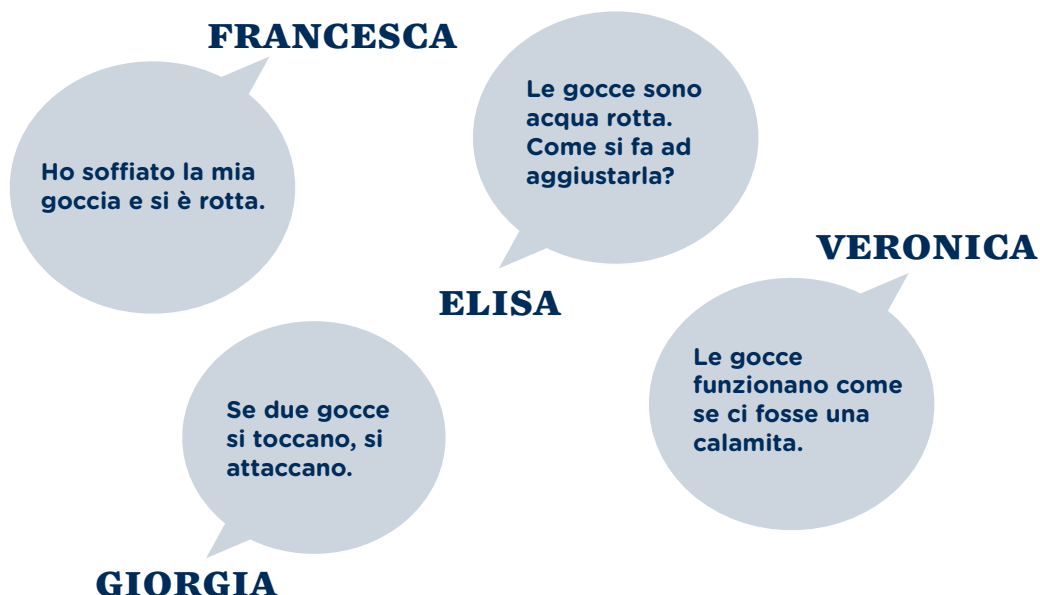 FRANCESCA
Ho soffiato la mia
goccia e si è rotta.
Le gocce sono
acqua rotta.
Come si fa ad
aggiustarla?
ELISA
VERONICA
Le gocce
funzionano come
se ci fosse una
calamita.
Se due gocce
si toccano, si
attaccano.
GIORGIA